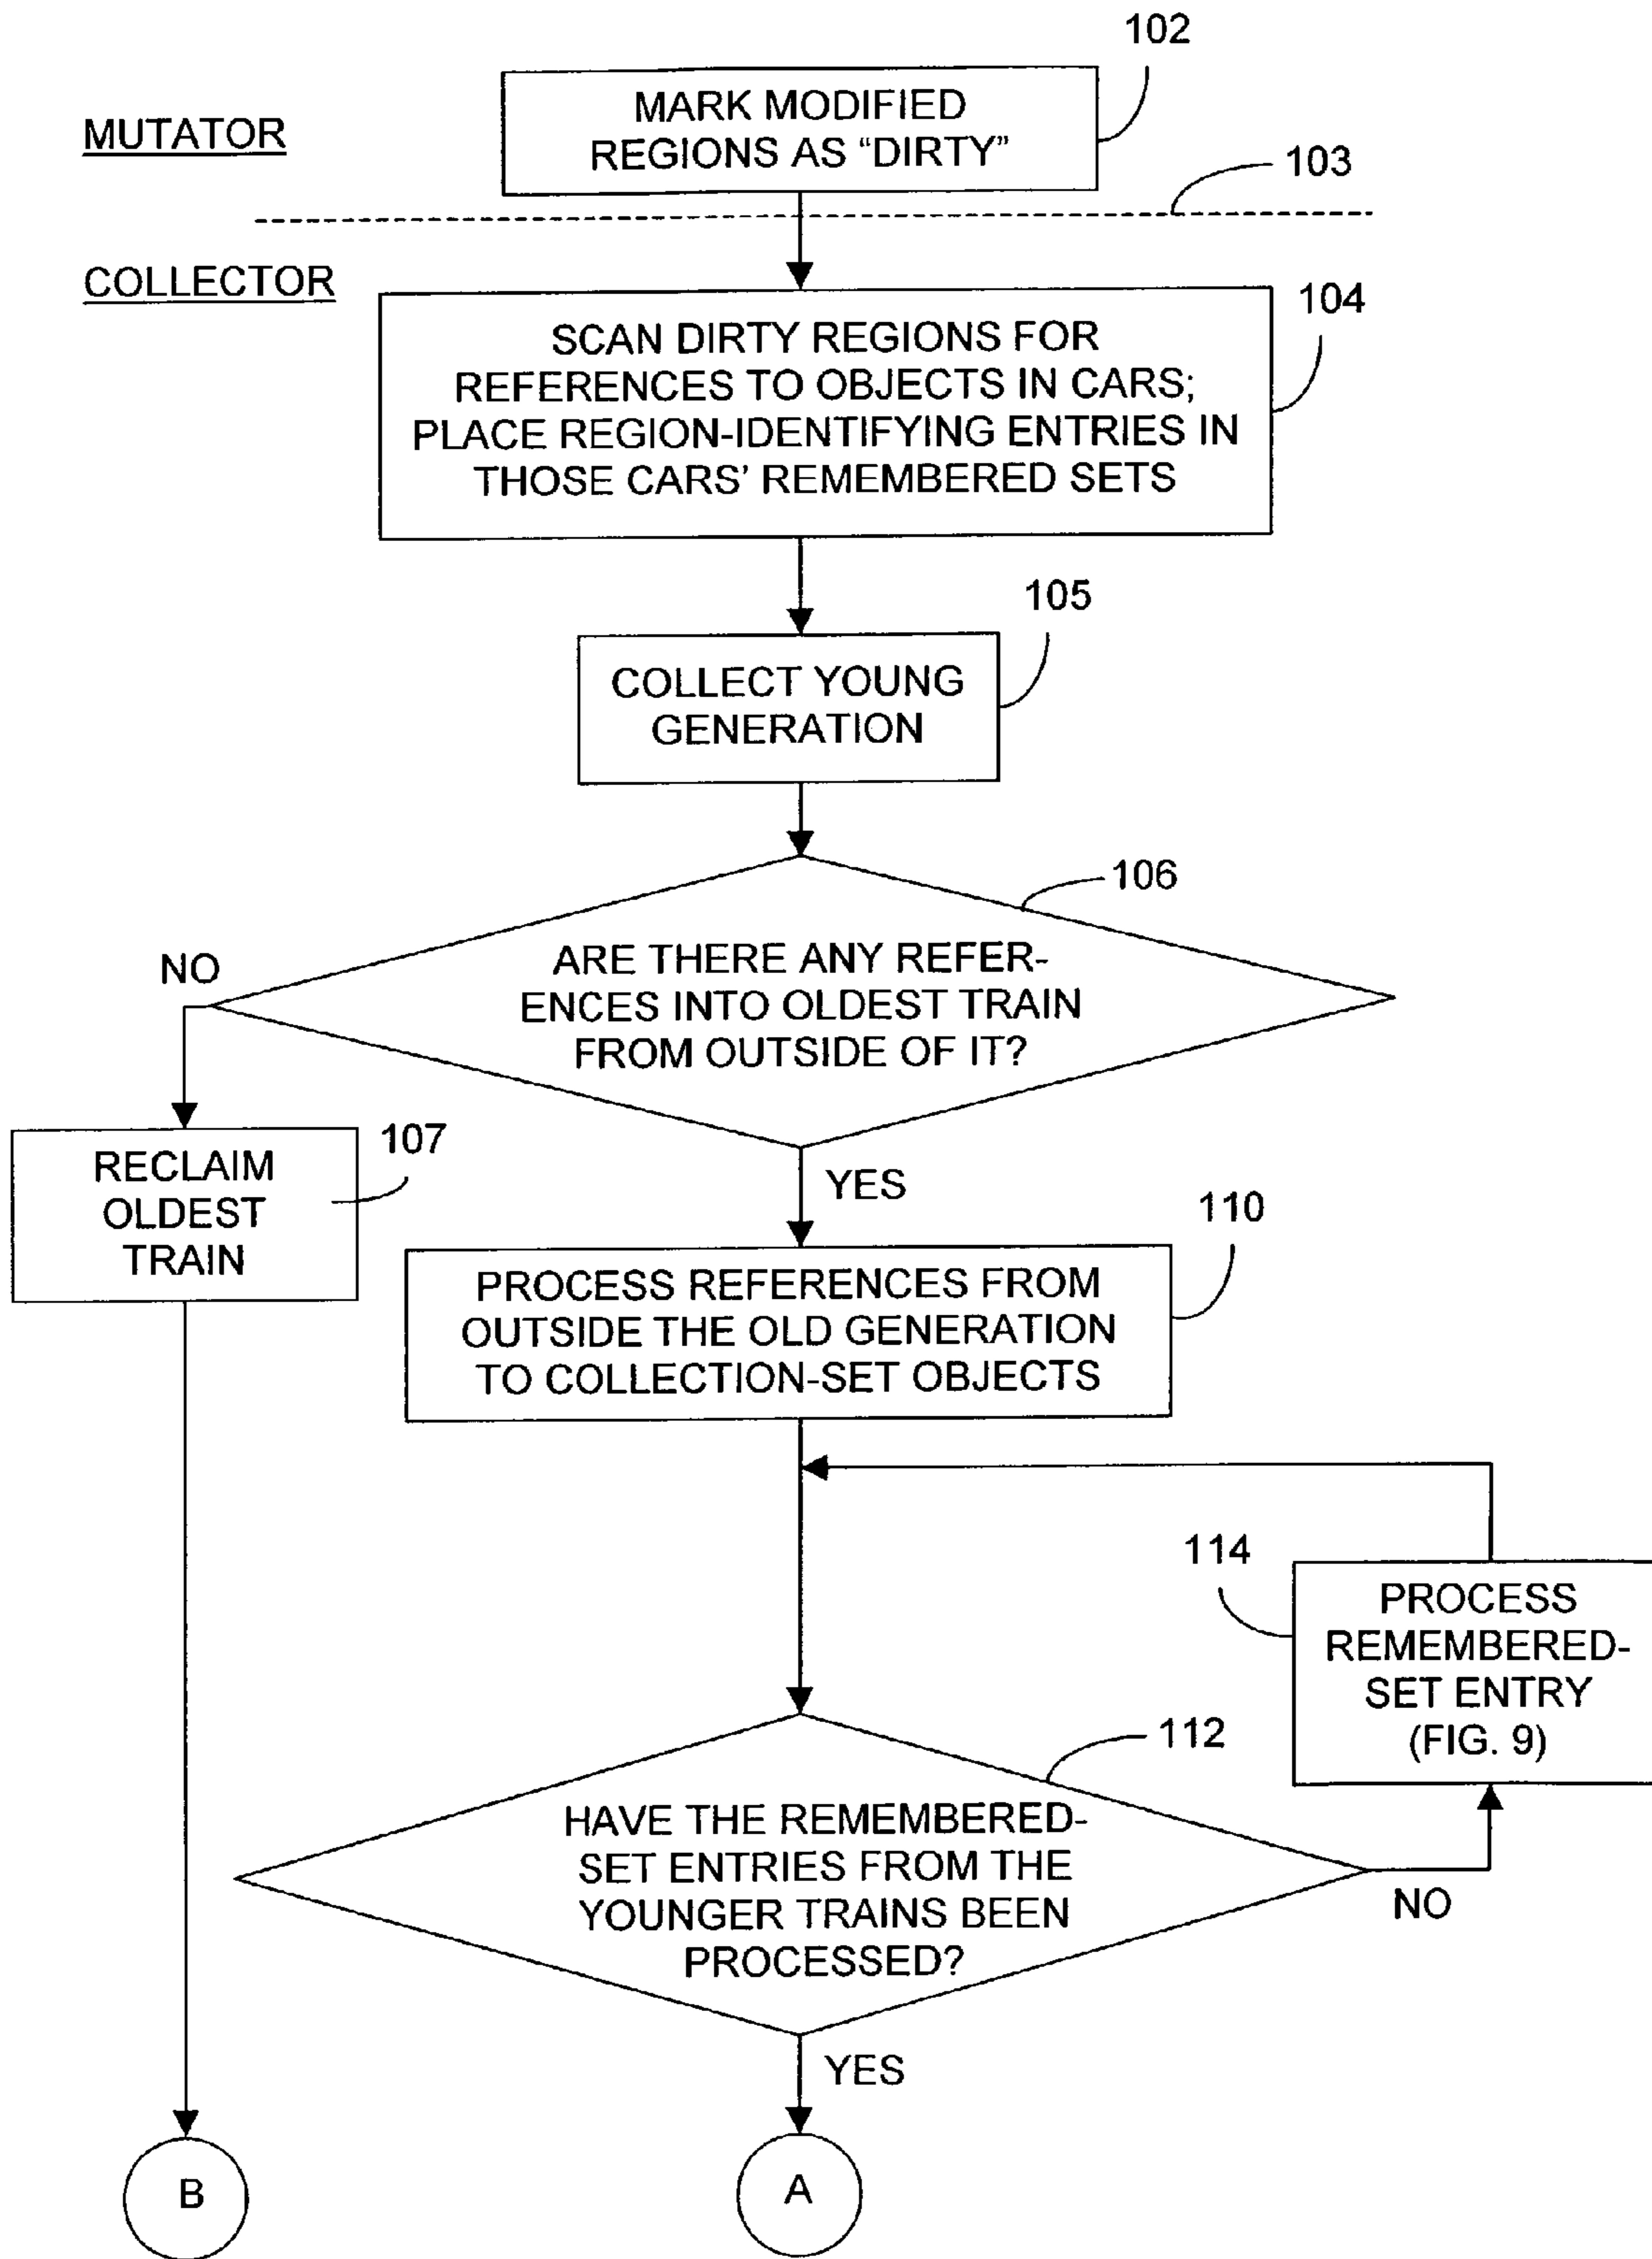 102
MARK MODIFIED
REGIONS AS “DIRTY”
MUTATOR
103
COLLECTOR
104
SCAN DIRTY REGIONS FOR
REFERENCES TO OBJECTS IN CARS;
PLACE REGION-IDENTIFYING ENTRIES IN
THOSE CARS’ REMEMBERED SETS
105
COLLECT YOUNG
GENERATION
106
ARE THERE ANY REFER-
ENCES INTO OLDEST TRAIN
FROM OUTSIDE OF IT?
NO
107
RECLAIM
OLDEST
TRAIN
YES
110
PROCESS REFERENCES FROM
OUTSIDE THE OLD GENERATION
TO COLLECTION-SET OBJECTS
114
PROCESS
REMEMBERED-
SET ENTRY
(FIG. 9)
112
HAVE THE REMEMBERED-
SET ENTRIES FROM THE
YOUNGER TRAINS BEEN
PROCESSED?
NO
YES
B
A